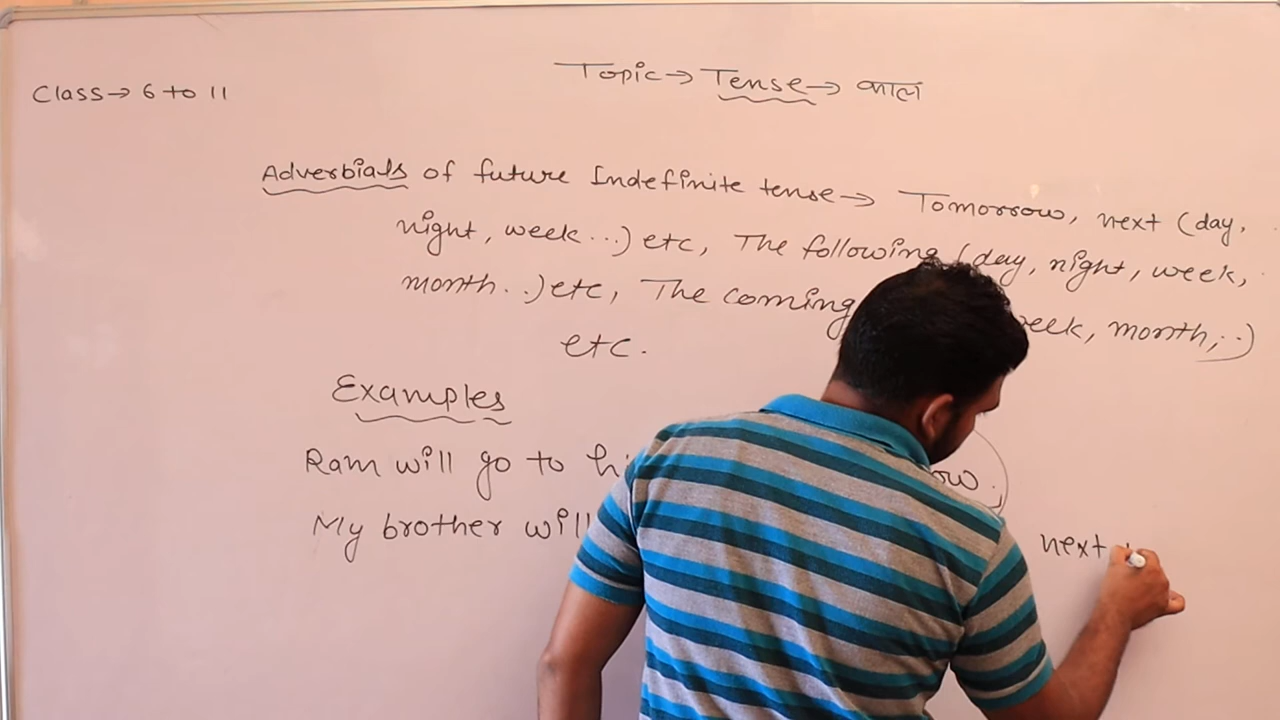 Topic→ Tense→ काल
Class→ 6 to 11
Adverbials of future Indefinite tense→ Tomorrow, next (day,
night, week...) etc, The following (day, night, week,
month..) etc, The coming week, month,..)
etc.
Examples
Ram will go to
My brother will next